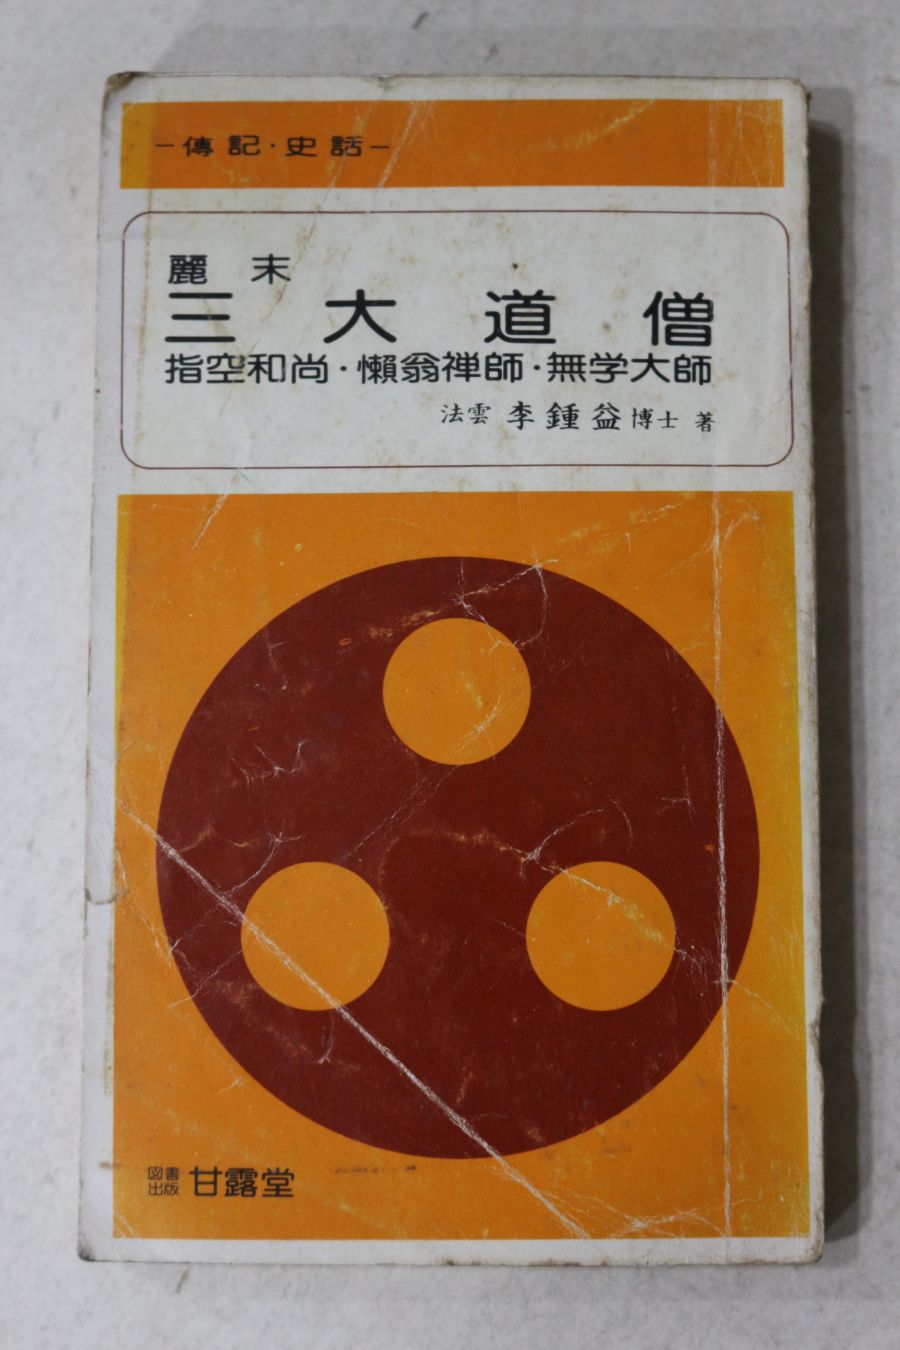 －傳記·史話－
麗末
三大道僧
指空和尚·懶翁禅師·無学大師
法雲 李鍾益博士 著
図書出版 甘露堂